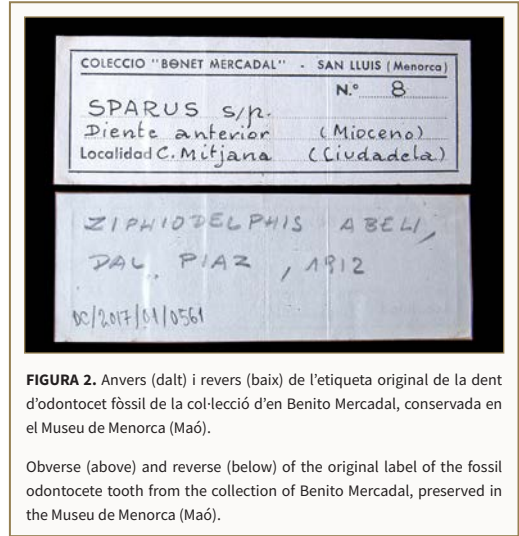 COLECCIO "BONET MERCADAL" - SAN LLUIS (Menorca)
N.º 8
SPARUS s/p.
Diente anterior (Mioceno)
Localidad C. Mitjana (Ciudadela)
ZIPHIODELPHIS ABELI,
DAL PIAZ, 1912
DC/2017/01/0561
FIGURA 2. Anvers (dalt) i revers (baix) de l'etiqueta original de la dent
d'odontocet fòssil de la col·lecció d'en Benito Mercadal, conservada en
el Museu de Menorca (Maó).
Obverse (above) and reverse (below) of the original label of the fossil
odontocete tooth from the collection of Benito Mercadal, preserved in
the Museu de Menorca (Maó).